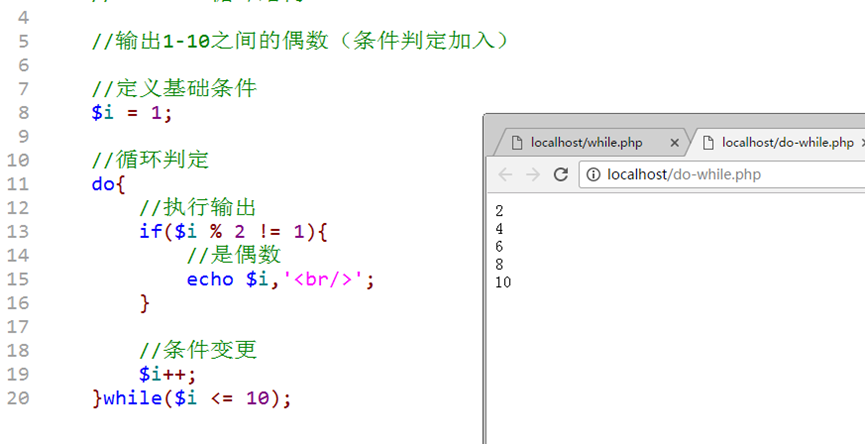 4
5 //输出1-10之间的偶数（条件判定加入）
6
7 //定义基础条件
8 $i = 1;
9
10 //循环判定
11 do{
12 //执行输出
13 if($i % 2 != 1){
14 //是偶数
15 echo $i,'<br/>';
16 }
17
18 //条件变更
19 $i++;
20 }while($i <= 10);
localhost/while.php
localhost/do-while.php
localhost/do-while.php
2
4
6
8
10